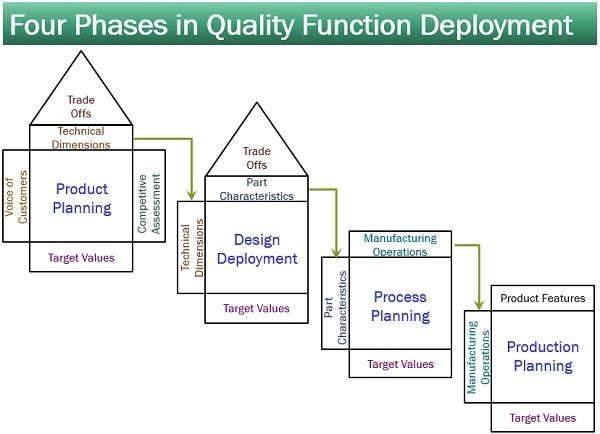 Four Phases in Quality Function Deployment
Trade
Offs
Technical
Dimensions
Voice of
Customers
Product
Planning
Competitive
Assessment
Target Values
Trade
Offs
Part
Characteristics
Technical
Dimensions
Design
Deployment
Target Values
Manufacturing
Operations
Part
Characteristics
Process
Planning
Target Values
Product Features
Manufacturing
Operations
Production
Planning
Target Values